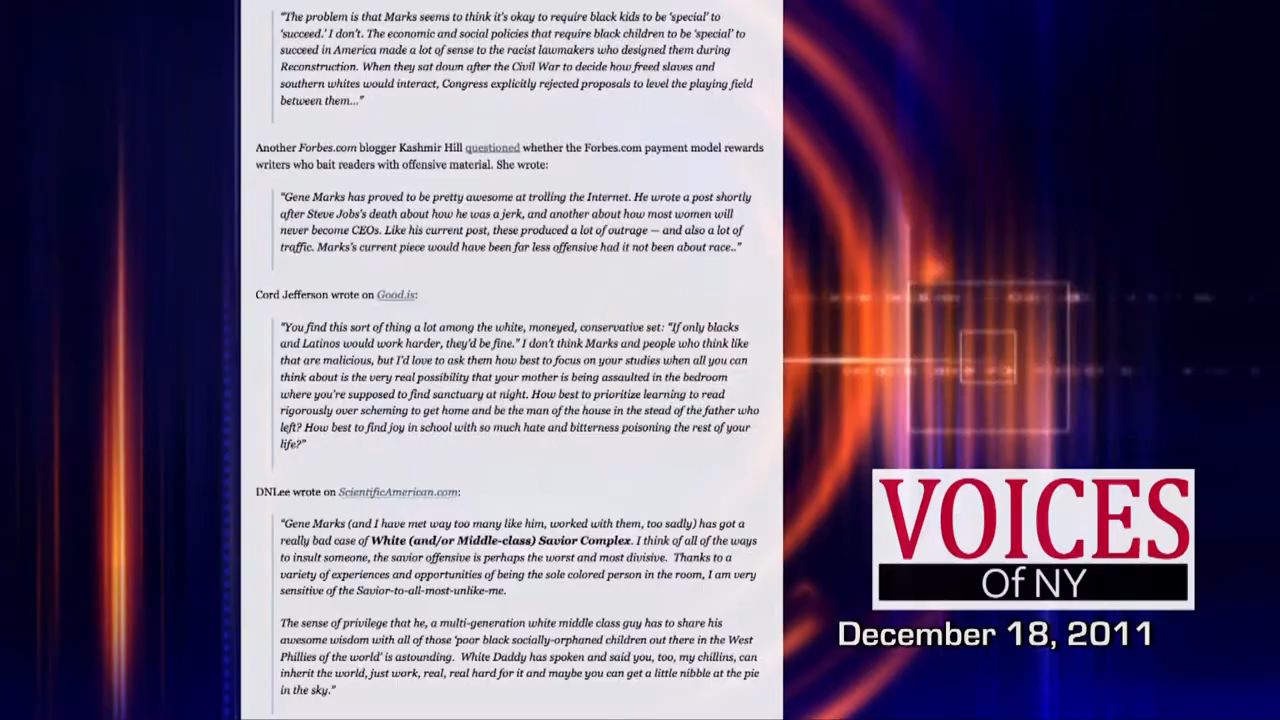 "The problem is that Marks seems to think it's okay to require black kids to be 'special' to
'succeed.' I don't. The economic and social policies that require black children to be 'special' to
succeed in America made a lot of sense to the racist lawmakers who designed them during
Reconstruction. When they sat down after the Civil War to decide how freed slaves and
southern whites would interact, Congress explicitly rejected proposals to level the playing field
between them..."
Another Forbes.com blogger Kashmir Hill questioned whether the Forbes.com payment model rewards
writers who bait readers with offensive material. She wrote:
"Gene Marks has proved to be pretty awesome at trolling the Internet. He wrote a post shortly
after Steve Jobs's death about how he was a jerk, and another about how most women will
never become CEOs. Like his current post, these produced a lot of outrage — and also a lot of
traffic. Marks's current piece would have been far less offensive had it not been about race.."
Cord Jefferson wrote on Good.is:
"You find this sort of thing a lot among the white, moneyed, conservative set: "If only blacks
and Latinos would work harder, they'd be fine." I don't think Marks and people who think like
that are malicious, but I'd love to ask them how best to focus on your studies when all you can
think about is the very real possibility that your mother is being assaulted in the bedroom
where you're supposed to find sanctuary at night. How best to prioritize learning to read
rigorously over scheming to get home and be the man of the house in the stead of the father who
left? How best to find joy in school with so much hate and bitterness poisoning the rest of your
life?"
DNLee wrote on ScientificAmerican.com:
"Gene Marks (and I have met way too many like him, worked with them, too sadly) has got a
really bad case of White (and/or Middle-class) Savior Complex. I think of all of the ways
to insult someone, the savior offensive is perhaps the worst and most divisive.  Thanks to a
variety of experiences and opportunities of being the sole colored person in the room, I am very
sensitive of the Savior-to-all-most-unlike-me.
The sense of privilege that he, a multi-generation white middle class guy has to share his
awesome wisdom with all of those 'poor black socially-orphaned children out there in the West
Phillies of the world' is astounding.  White Daddy has spoken and said you, too, my chillins, can
inherit the world, just work, real, real hard for it and maybe you can get a little nibble at the pie
in the sky."
VOICES
Of NY
December 18, 2011